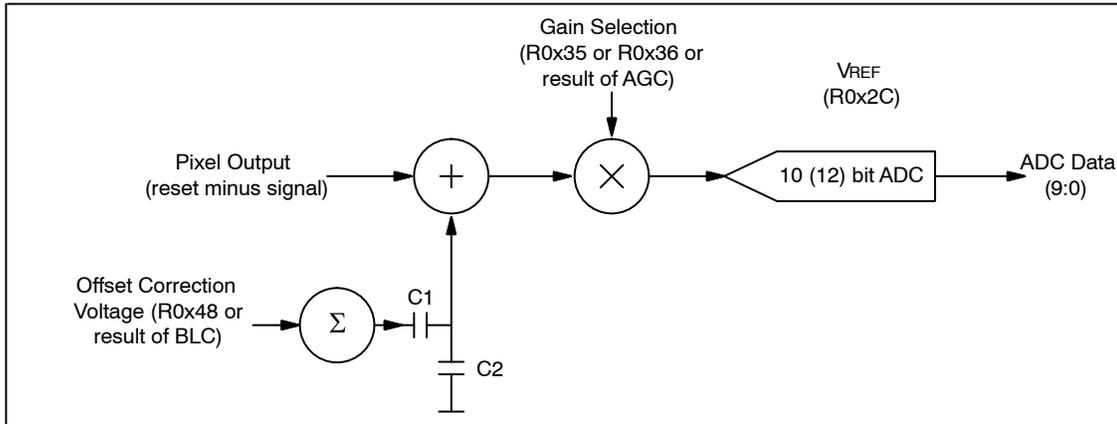 Gain Selection
(R0x35 or R0x36 or
result of AGC)
VREF
(R0x2C)
Pixel Output
(reset minus signal)
+
×
10 (12) bit ADC
ADC Data
(9:0)
Offset Correction
Voltage (R0x48 or
result of BLC)
Σ
C1
C2